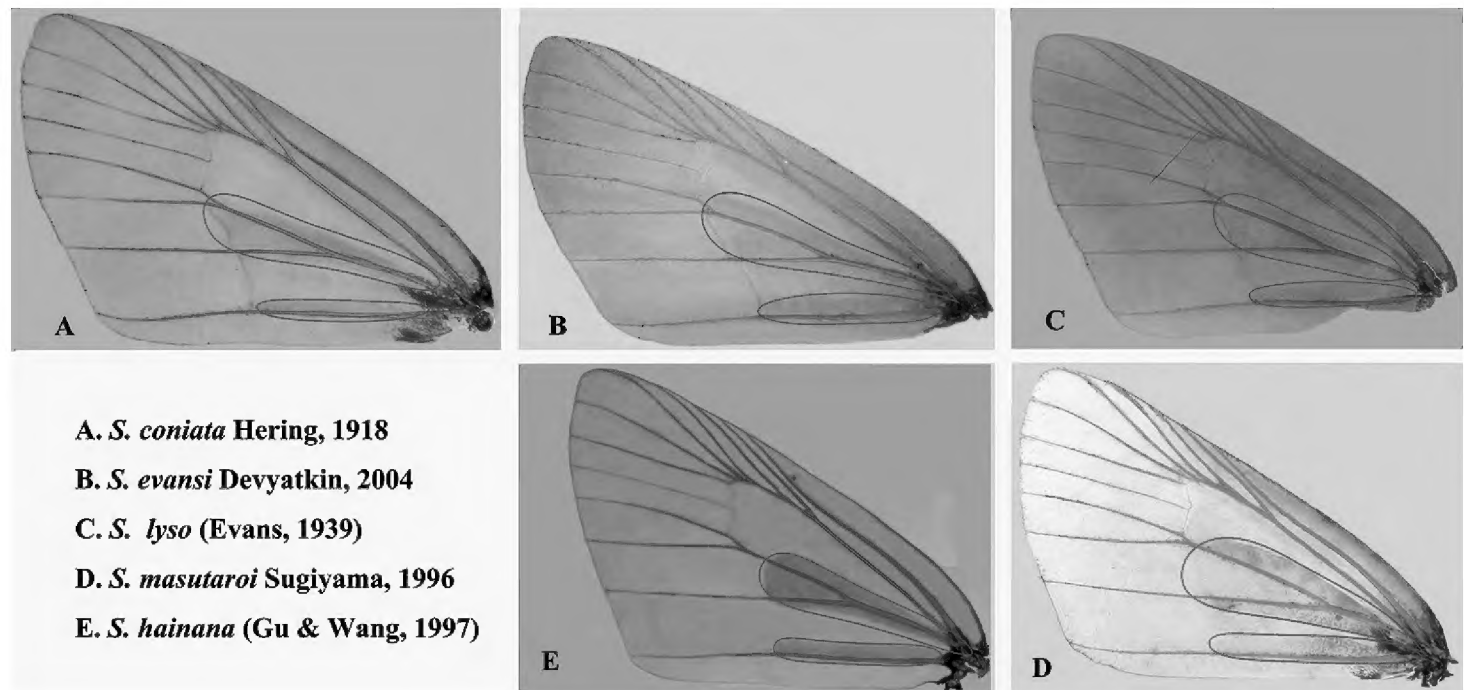 A
B
C
A. S. coniata Hering, 1918
B. S. evansi Devyatkin, 2004
C. S. lyso (Evans, 1939)
D. S. masutaroi Sugiyama, 1996
E. S. hainana (Gu & Wang, 1997)
E
D